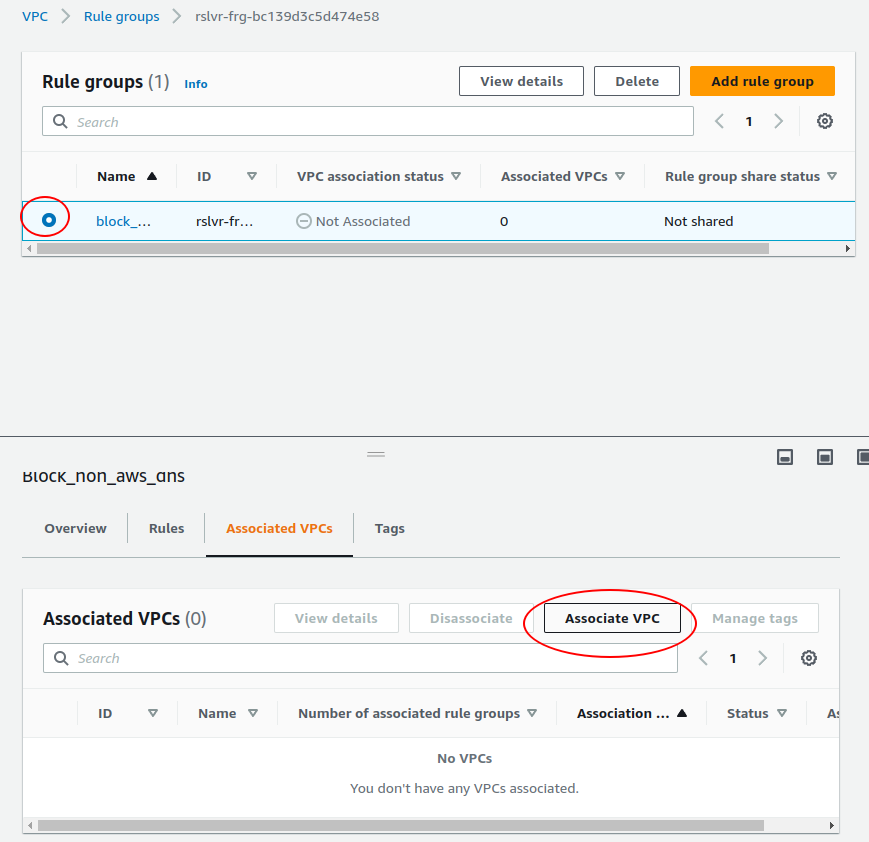 VPC > Rule groups > rslvr-frg-bc139d3c5d474e58
Rule groups (1) Info View details Delete Add rule group
Search 1
Name ID VPC association status Associated VPCs Rule group share status
block_... rslvr-fr... Not Associated 0 Not shared
Block_non_aws_dns
Overview Rules Associated VPCs Tags
Associated VPCs (0) View details Disassociate Associate VPC Manage tags
Search 1
ID Name Number of associated rule groups Association ... Status As
No VPCs
You don't have any VPCs associated.